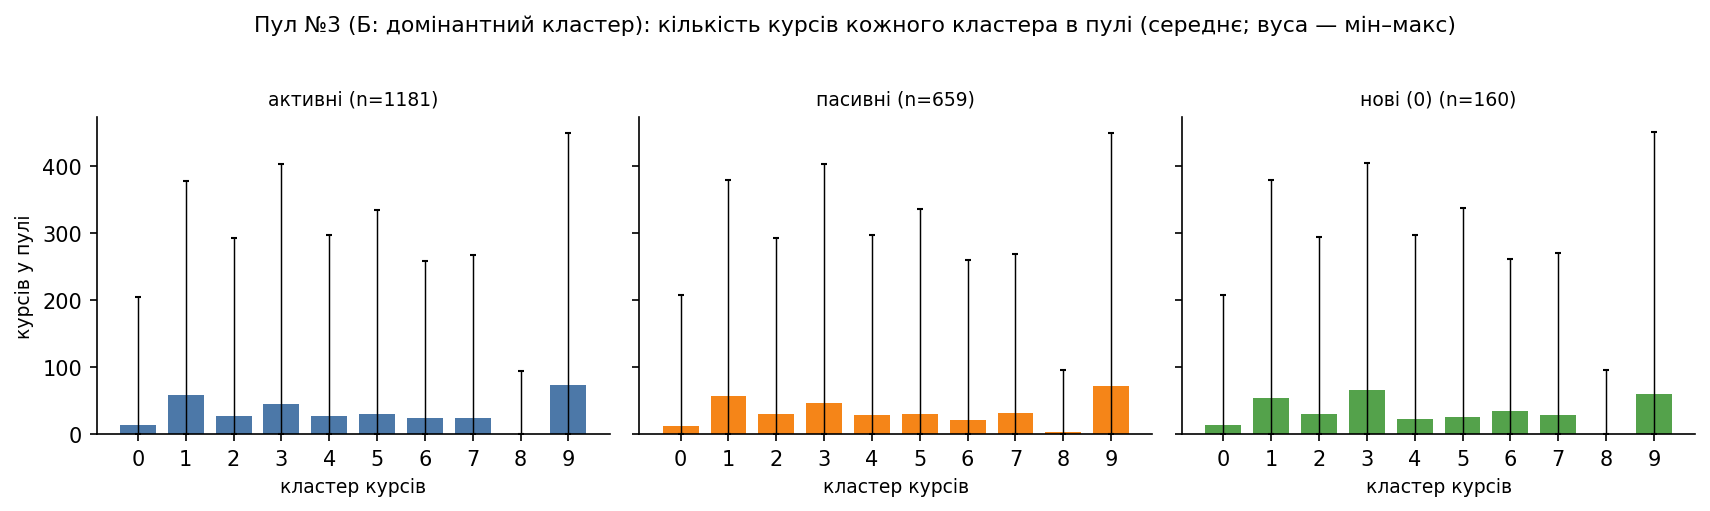 Пул №3 (Б: домінантний кластер): кількість курсів кожного кластера в пулі (середнє; вуса — мін–макс)
активні (n=1181)
пасивні (n=659)
нові (0) (n=160)
курсів у пулі
400
300
200
100
0
0 1 2 3 4 5 6 7 8 9
0 1 2 3 4 5 6 7 8 9
0 1 2 3 4 5 6 7 8 9
кластер курсів
кластер курсів
кластер курсів